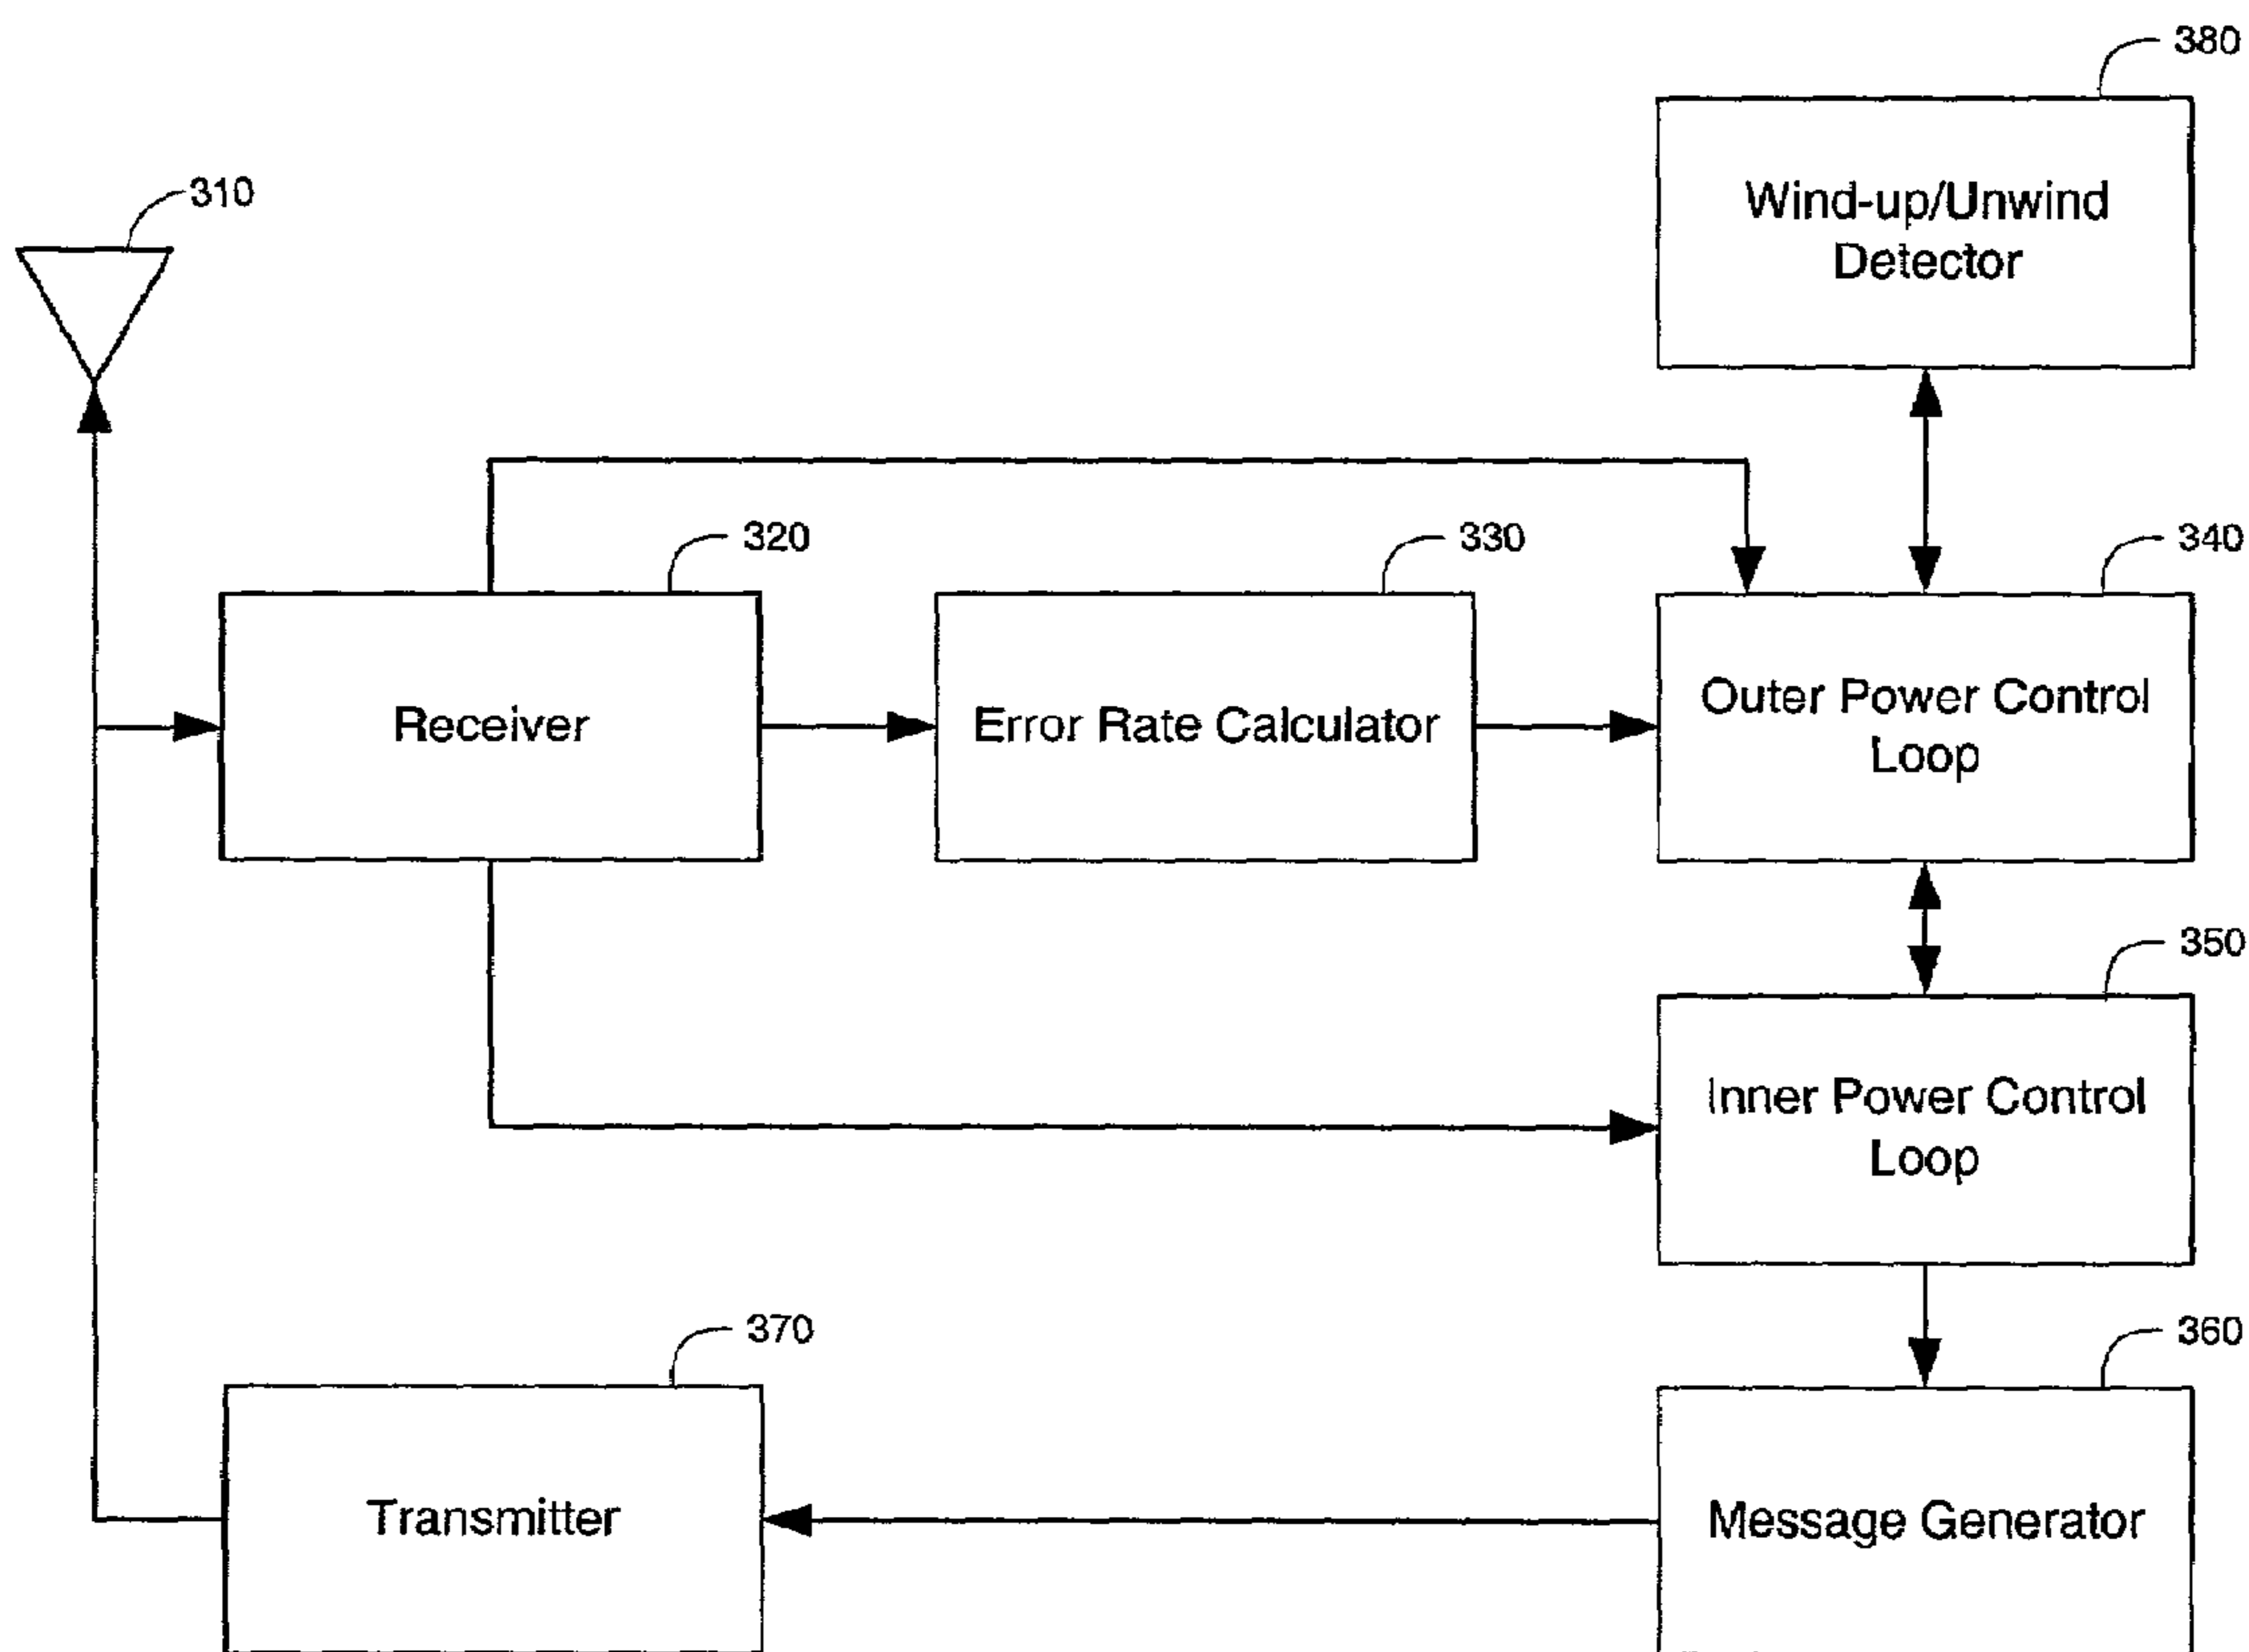 380
Wind-up/Unwind
Detector
310
320
330
340
Receiver
Error Rate Calculator
Outer Power Control
Loop
350
Inner Power Control
Loop
370
360
Transmitter
Message Generator